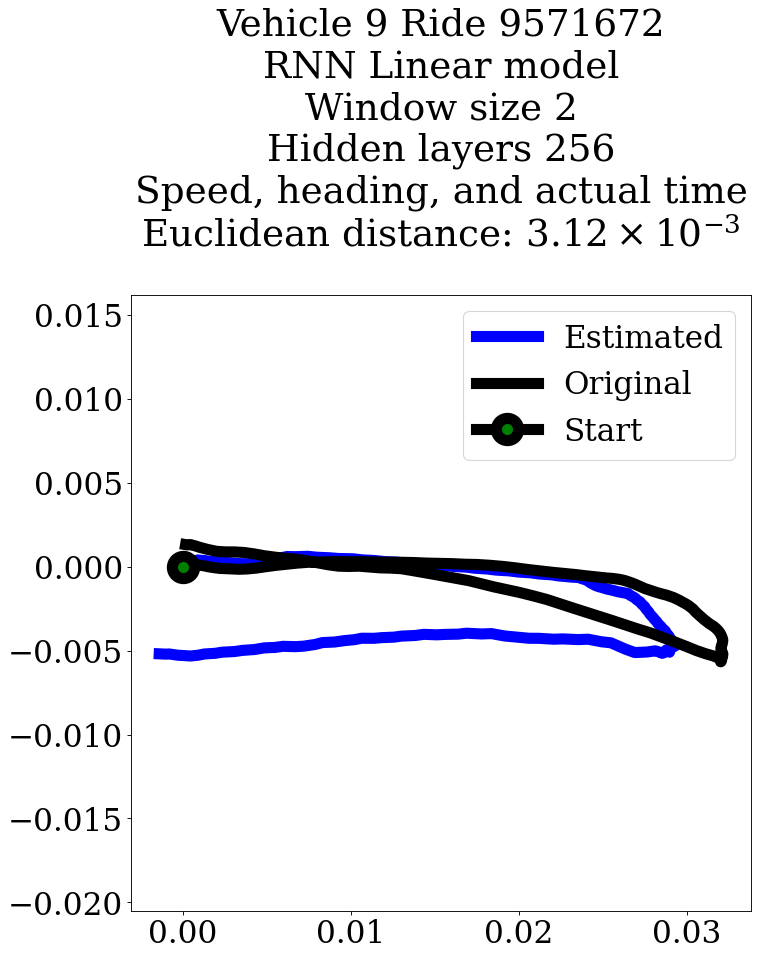 Vehicle 9 Ride 9571672
RNN Linear model
Window size 2
Hidden layers 256
Speed, heading, and actual time
Euclidean distance: 3.12 × 10⁻³
0.015
0.010
0.005
0.000
−0.005
−0.010
−0.015
−0.020
Estimated
Original
Start
0.00 0.01 0.02 0.03